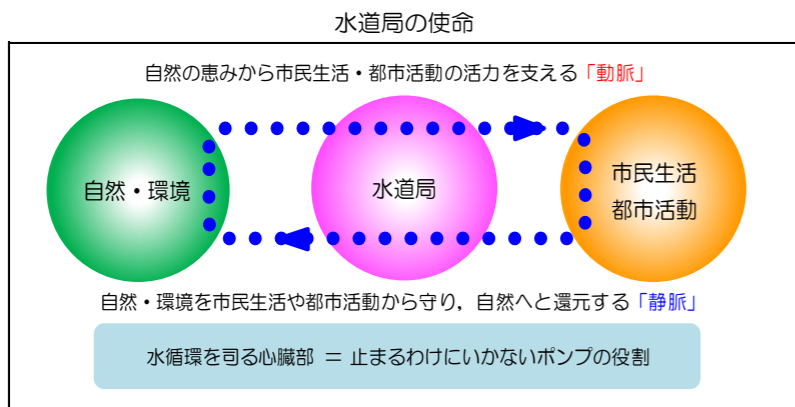 水道局の使命
自然の恵みから市民生活・都市活動の活力を支える「動脈」
自然・環境
水道局
市民生活
都市活動
自然・環境を市民生活や都市活動から守り，自然へと還元する「静脈」
水循環を司る心臓部 ＝ 止まるわけにいかないポンプの役割